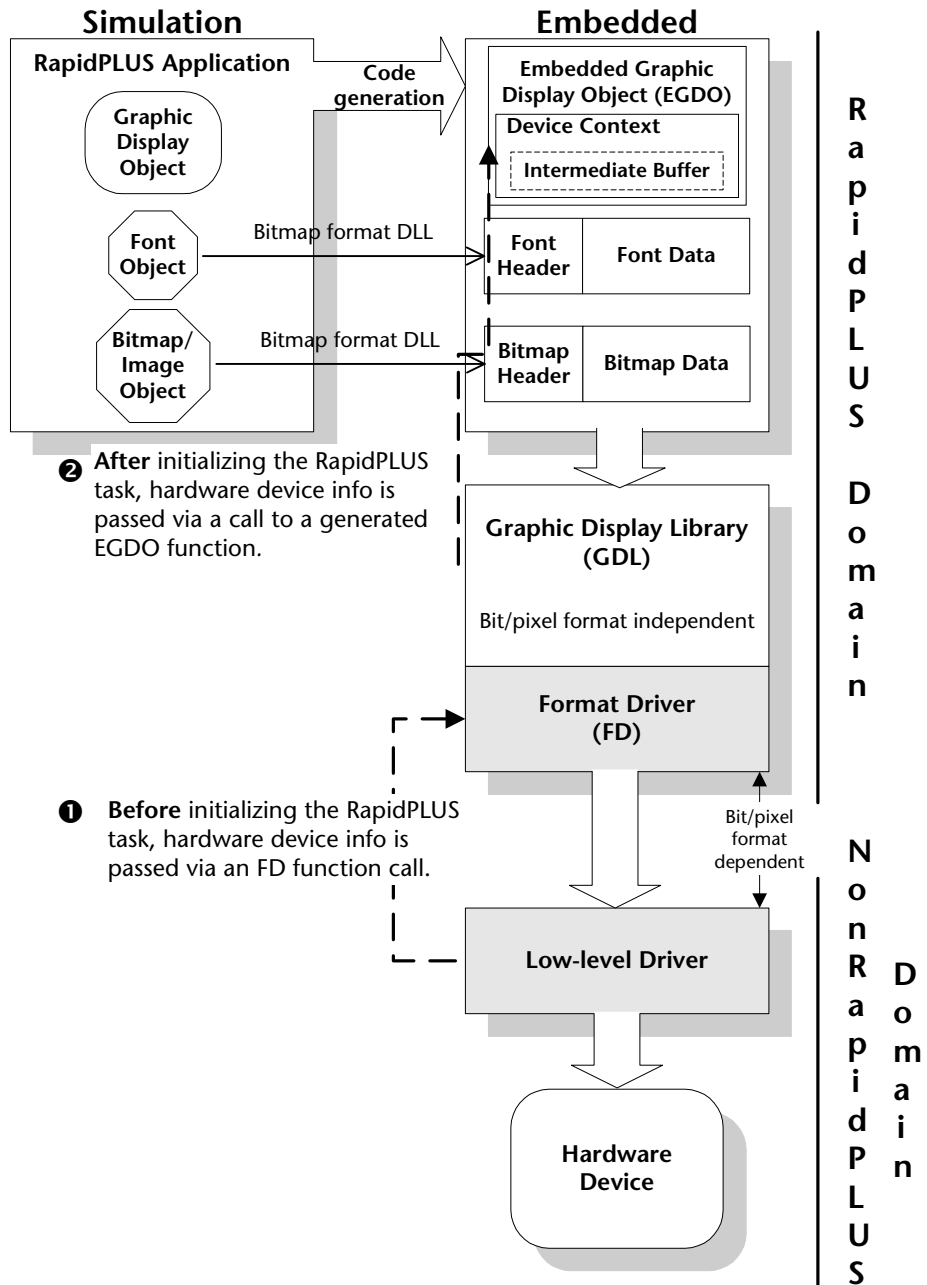 Simulation
Embedded
RapidPLUS Application
Code
generation
Embedded Graphic
Display Object (EGDO)
Device Context
Intermediate Buffer
Graphic
Display
Object
Font
Object
Bitmap format DLL
Font
Header
Font Data
Bitmap/
Image
Object
Bitmap format DLL
Bitmap
Header
Bitmap Data
❷ After initializing the RapidPLUS
task, hardware device info is
passed via a call to a generated
EGDO function.
Graphic Display Library
(GDL)
Bit/pixel format independent
Format Driver
(FD)
❶ Before initializing the RapidPLUS
task, hardware device info is
passed via an FD function call.
Bit/pixel
format
dependent
Low-level Driver
Hardware
Device
RapidPLUS Domain
NonRapidPLUS
Domain